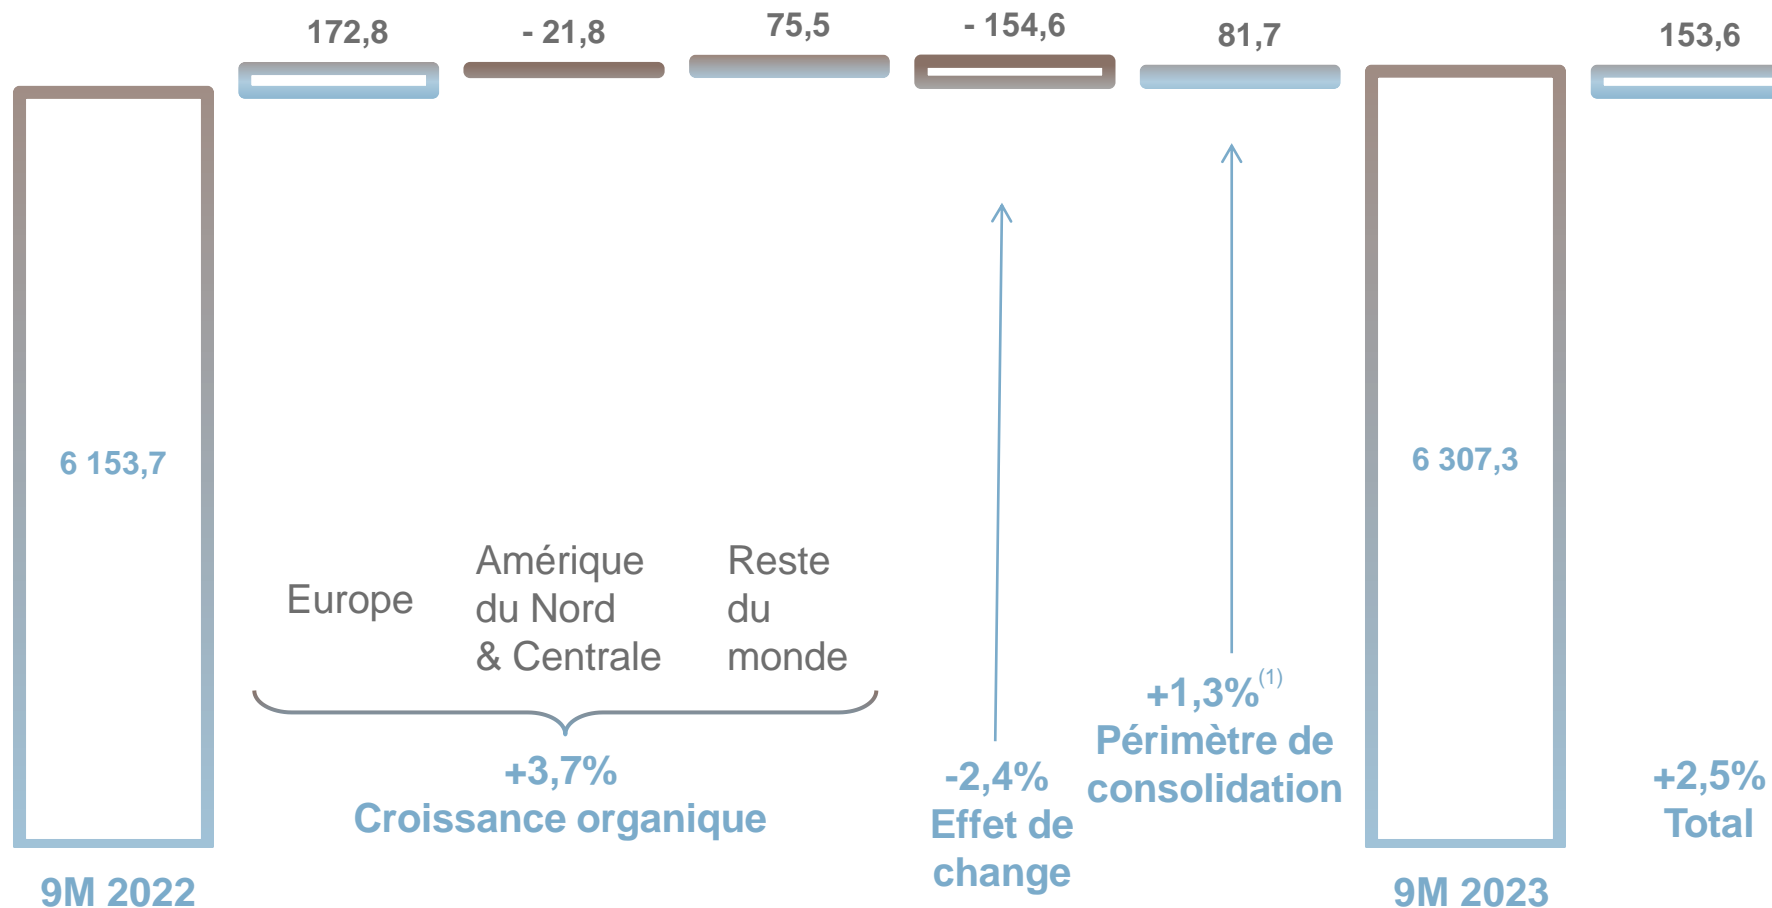 172,8
- 21,8
75,5
- 154,6
81,7
153,6
6 153,7
6 307,3
Europe
Amérique
du Nord
& Centrale
Reste
du
monde
+3,7%
Croissance organique
-2,4%
Effet de
change
+1,3%(1)
Périmètre de
consolidation
+2,5%
Total
9M 2022
9M 2023